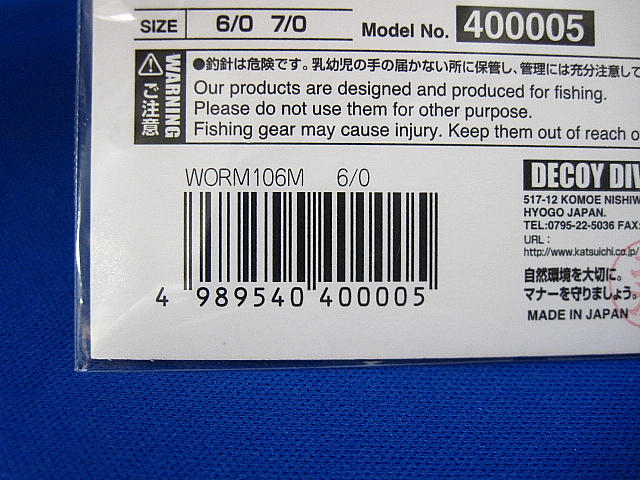 SIZE 6/0 7/0 Model No. 400005
WARNING ご注意
●釣針は危険です。乳幼児の手の届かない所に保管し、管理には充分注意して
Our products are designed and produced for fishing.
Please do not use them for other purpose.
Fishing gear may cause injury. Keep them out of reach o
WORM106M 6/0
4 989540 400005
DECOY DIV
517-12 KOMOE NISHIW
HYOGO JAPAN.
TEL:0795-22-5036 FAX:
URL :
http://www.katsuichi.co.jp/
自然環境を大切に。
マナーを守りましょう。
MADE IN JAPAN